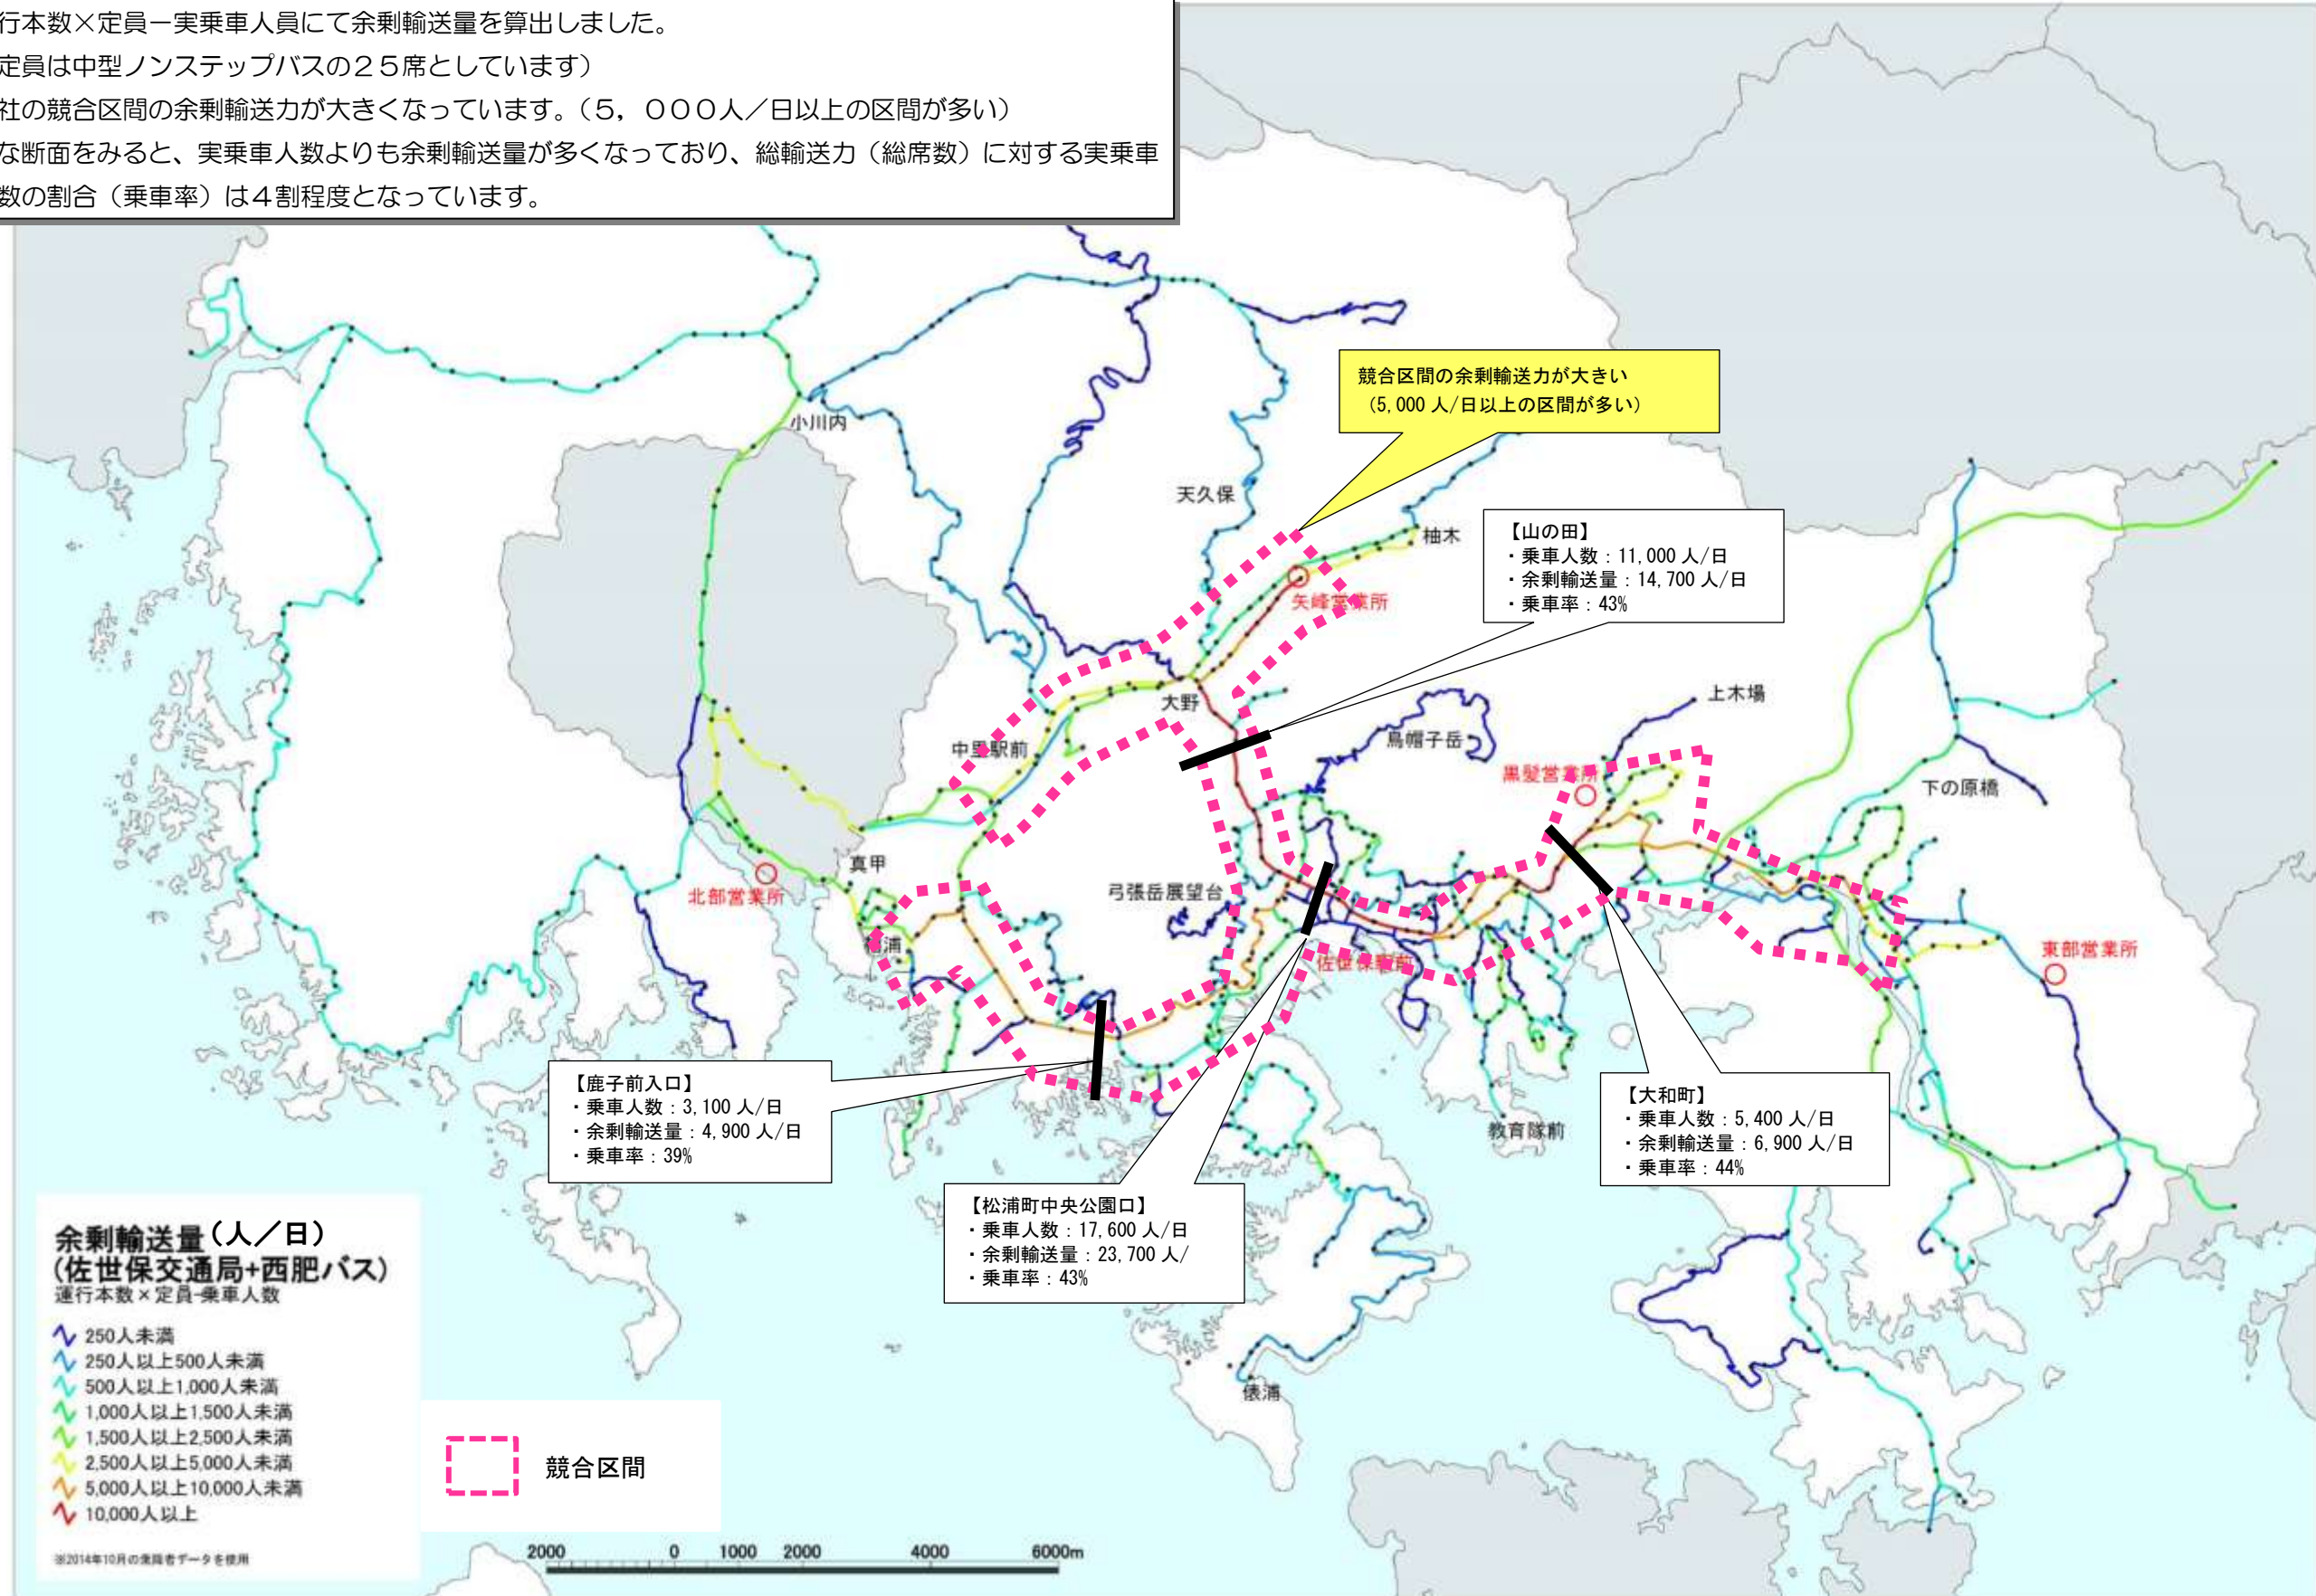 行本数×定員－実乗車人員にて余剰輸送量を算出しました。
定員は中型ノンステップバスの２５席としています）
社の競合区間の余剰輸送力が大きくなっています。（５，０００人／日以上の区間が多い）
な断面をみると、実乗車人数よりも余剰輸送量が多くなっており、総輸送力（総席数）に対する実乗車
数の割合（乗車率）は４割程度となっています。
競合区間の余剰輸送力が大きい
（5,000 人/日以上の区間が多い）
小川内
天久保
柚木
【山の田】
・乗車人数：11,000 人/日
・余剰輸送量：14,700 人/日
・乗車率：43%
矢峰営業所
大野
上木場
烏帽子岳
中里駅前
黒髪営業所
下の原橋
真甲
北部営業所
弓張岳展望台
俵浦
佐世保駅前
東部営業所
【鹿子前入口】
・乗車人数：3,100 人/日
・余剰輸送量：4,900 人/日
・乗車率：39%
【大和町】
・乗車人数：5,400 人/日
・余剰輸送量：6,900 人/日
・乗車率：44%
教育隊前
【松浦町中央公園口】
・乗車人数：17,600 人/日
・余剰輸送量：23,700 人/
・乗車率：43%
俵浦
余剰輸送量（人／日）
(佐世保交通局+西肥バス)
運行本数×定員-乗車人数
250人未満
250人以上500人未満
500人以上1,000人未満
1,000人以上1,500人未満
1,500人以上2,500人未満
2,500人以上5,000人未満
5,000人以上10,000人未満
10,000人以上
※2014年10月の乗降者データを使用
競合区間
2000 0 1000 2000 4000 6000m